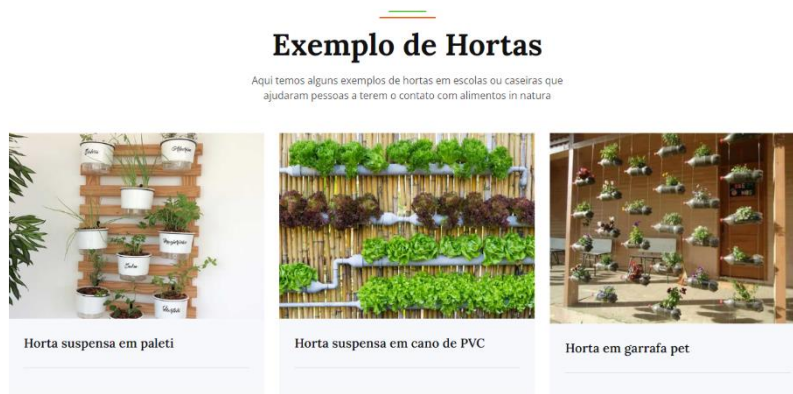 Exemplo de Hortas
Aqui temos alguns exemplos de hortas em escolas ou caseiras que
ajudaram pessoas a terem o contato com alimentos in natura
Horta suspensa em paleti
Horta suspensa em cano de PVC
Horta em garrafa pet